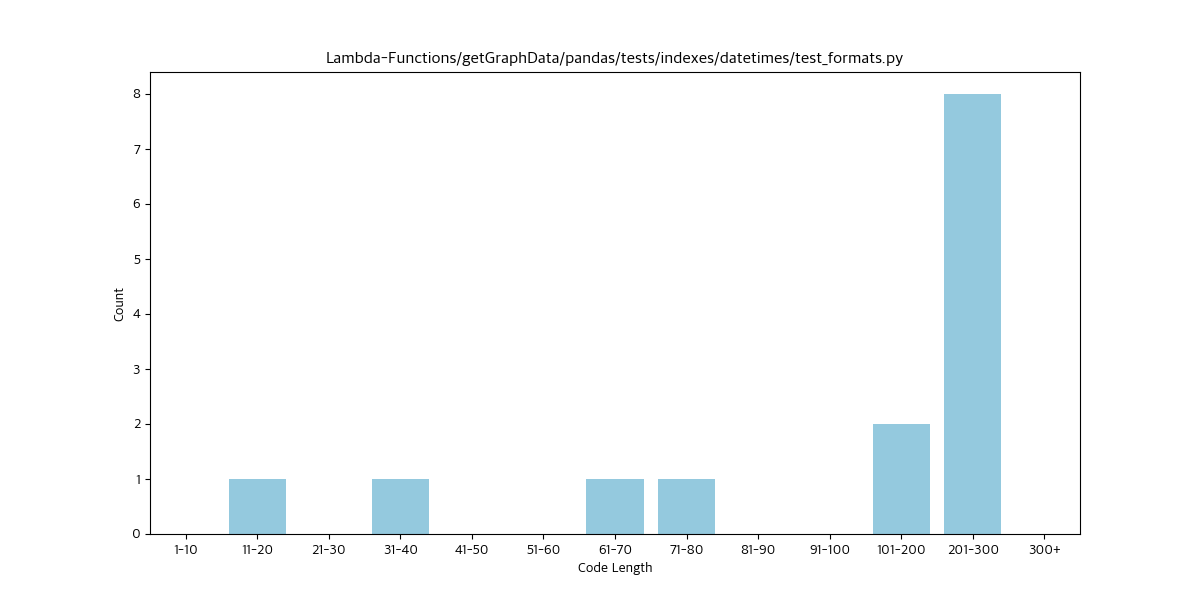 Lambda-Functions/getGraphData/pandas/tests/indexes/datetimes/test_formats.py
8
7
6
5
4
3
2
1
0
Count
1-10 11-20 21-30 31-40 41-50 51-60 61-70 71-80 81-90 91-100 101-200 201-300 300+
Code Length